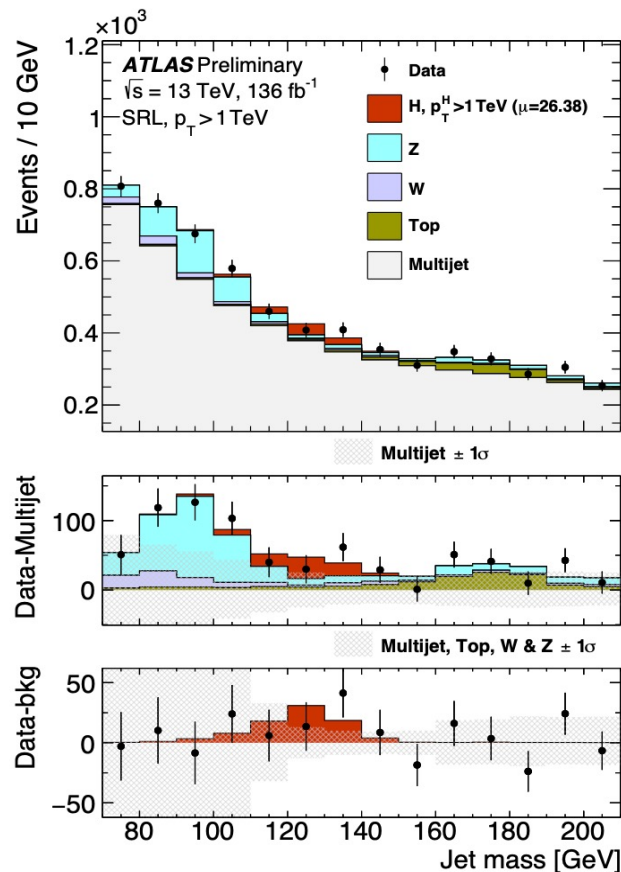 ×10³
1.2
1
0.8
0.6
0.4
0.2
Events / 10 GeV
ATLAS Preliminary
√s = 13 TeV, 136 fb⁻¹
SRL, p_T > 1 TeV
Data
H, p_T^H > 1 TeV (μ=26.38)
Z
W
Top
Multijet
Multijet ± 1σ
100
0
Data-Multijet
Multijet, Top, W & Z ± 1σ
50
0
−50
Data-bkg
80 100 120 140 160 180 200
Jet mass [GeV]